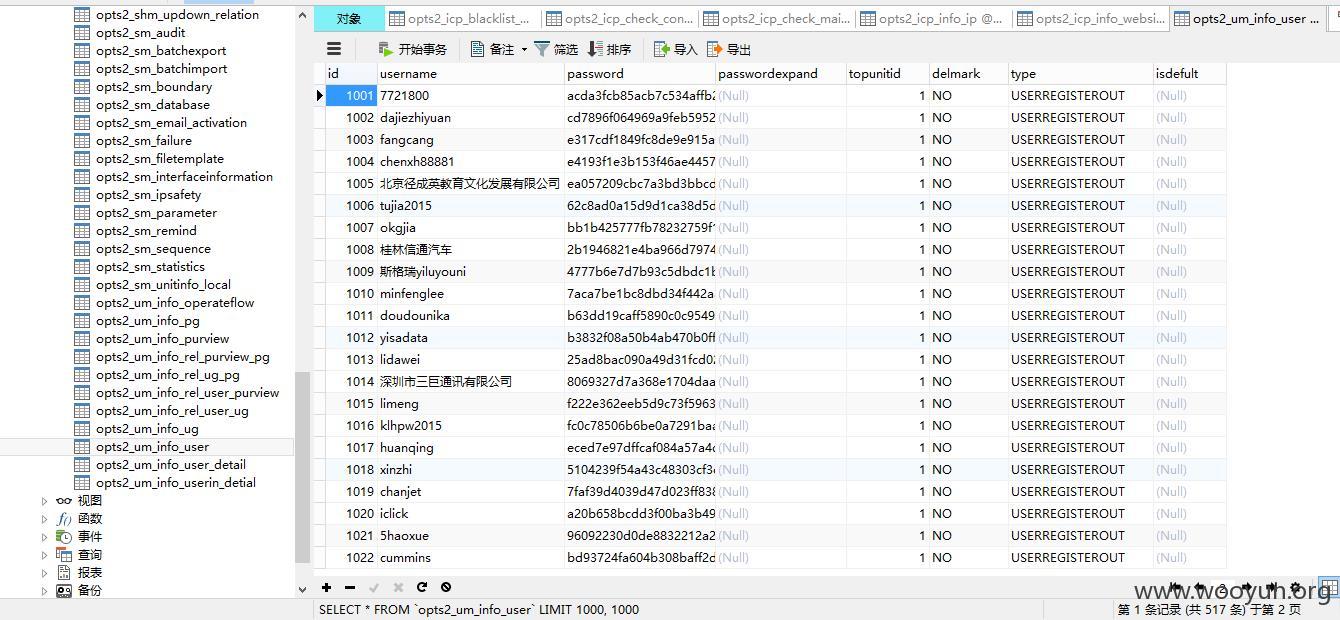 对象 opts2_icp_blacklist_... opts2_icp_check_con... opts2_icp_check_mai... opts2_icp_info_ip @... opts2_icp_info_websi... opts2_um_info_user ...
开始事务 备注 筛选 排序 导入 导出
opts2_shm_updown_relation
opts2_sm_audit
opts2_sm_batchexport
opts2_sm_batchimport
opts2_sm_boundary
opts2_sm_database
opts2_sm_email_activation
opts2_sm_failure
opts2_sm_filetemplate
opts2_sm_interfaceinformation
opts2_sm_ipsafety
opts2_sm_parameter
opts2_sm_remind
opts2_sm_sequence
opts2_sm_statistics
opts2_sm_unitinfo_local
opts2_um_info_operateflow
opts2_um_info_pg
opts2_um_info_purview
opts2_um_info_rel_purview_pg
opts2_um_info_rel_ug_pg
opts2_um_info_rel_user_purview
opts2_um_info_rel_user_ug
opts2_um_info_ug
opts2_um_info_user
opts2_um_info_user_detail
opts2_um_info_userin_detial
视图
函数
事件
查询
报表
备份
id username password passwordexpand topunitid delmark type isdefult
1001 7721800 acda3fcb85acb7c534affb2 (Null) 1 NO USERREGISTEROUT (Null)
1002 dajiezhiyuan cd7896f064969a9feb5952 (Null) 1 NO USERREGISTEROUT (Null)
1003 fangcang e317cdf1849fc8de9e915a (Null) 1 NO USERREGISTEROUT (Null)
1004 chenxh88881 e4193f1e3b153f46ae4457 (Null) 1 NO USERREGISTEROUT (Null)
1005 北京径成英教育文化发展有限公司 ea057209cbc7a3bd3bbcd (Null) 1 NO USERREGISTEROUT (Null)
1006 tujia2015 62c8ad0a15d9d1ca38d5d (Null) 1 NO USERREGISTEROUT (Null)
1007 okgjia bb1b425777fb78232759f (Null) 1 NO USERREGISTEROUT (Null)
1008 桂林信通汽车 2b1946821e4ba966d7974 (Null) 1 NO USERREGISTEROUT (Null)
1009 斯格瑞yiluyouni 4777b6e7d7b93c5dbdc1b (Null) 1 NO USERREGISTEROUT (Null)
1010 minfenglee 7aca7be1bc8dbd34f442a (Null) 1 NO USERREGISTEROUT (Null)
1011 doudounika b63dd19caff5890c0c9549 (Null) 1 NO USERREGISTEROUT (Null)
1012 yisadata b3832f08a50b4ab470b0ff (Null) 1 NO USERREGISTEROUT (Null)
1013 lidawei 25ad8bac090a49d31fcd0 (Null) 1 NO USERREGISTEROUT (Null)
1014 深圳市三巨通讯有限公司 8069327d7a368e1704daa (Null) 1 NO USERREGISTEROUT (Null)
1015 limeng f222e362eeb5d9c73f5963 (Null) 1 NO USERREGISTEROUT (Null)
1016 klhpw2015 fc0c78506b6be0a7291baa (Null) 1 NO USERREGISTEROUT (Null)
1017 huanqing eced7e97dffcaf084a57a4 (Null) 1 NO USERREGISTEROUT (Null)
1018 xinzhi 5104239f54a43c48303cf3 (Null) 1 NO USERREGISTEROUT (Null)
1019 chanjet 7faf39d4039d47d023ff838 (Null) 1 NO USERREGISTEROUT (Null)
1020 iclick a20b658bcdd3f00ba3b49 (Null) 1 NO USERREGISTEROUT (Null)
1021 5haoxue 96092230d0de8832212a2 (Null) 1 NO USERREGISTEROUT (Null)
1022 cummins bd93724fa604b308baff2d (Null) 1 NO USERREGISTEROUT (Null)
www.wooyun.org
SELECT * FROM `opts2_um_info_user` LIMIT 1000, 1000
第 1 条记录 (共 517 条) 于第 2 页